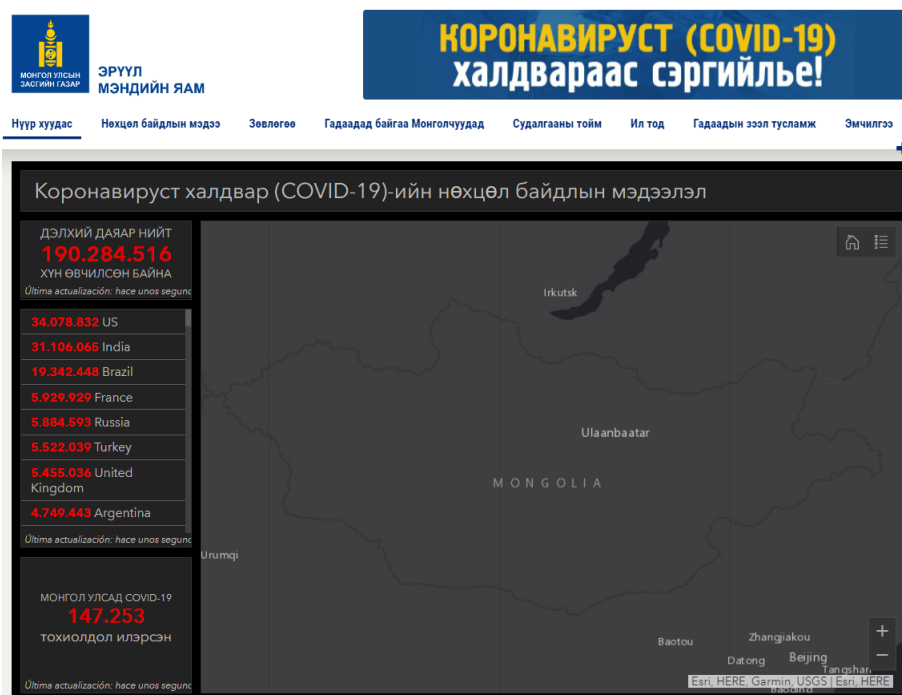 МОНГОЛ УЛСЫН
ЗАСГИЙН ГАЗАР
ЭРҮҮЛ
МЭНДИЙН ЯАМ
КОРОНАВИРУСТ (COVID-19)
халдвараас сэргийлье!
Нүүр хуудас Нөхцөл байдлын мэдээ Зөвлөгөө Гадаадад байгаа Монголчуудад Судалгааны тойм Ил тод Гадаадын зээл тусламж Эмчилгээ
Коронавируст халдвар (COVID-19)-ийн нөхцөл байдлын мэдээлэл
ДЭЛХИЙ ДАЯАР НИЙТ
190.284.516
ХҮН ӨВЧИЛСӨН БАЙНА
Última actualización: hace unos segund
34.078.832 US
31.106.065 India
19.342.448 Brazil
5.929.929 France
5.884.593 Russia
5.522.039 Turkey
5.455.036 United
Kingdom
4.749.443 Argentina
Última actualización: hace unos segund
МОНГОЛ УЛСАД COVID-19
147.253
ТОХИОЛДОЛ ИЛЭРСЭН
Última actualización: hace unos segund
Irkutsk
Ulaanbaatar
MONGOLIA
Urumqi
Baotou
Zhangjiakou
Datong
Beijing
Tangshan
Baoding
Esri, HERE, Garmin, USGS | Esri, HERE